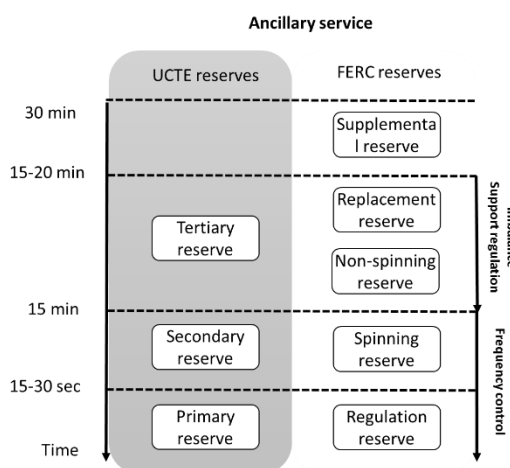 Ancillary service
UCTE reserves
FERC reserves
30 min
Supplementa
l reserve
15-20 min
Replacement
reserve
Tertiary
reserve
Non-spinning
reserve
Support regulation
15 min
Secondary
reserve
Spinning
reserve
Frequency control
15-30 sec
Primary
reserve
Regulation
reserve
Time